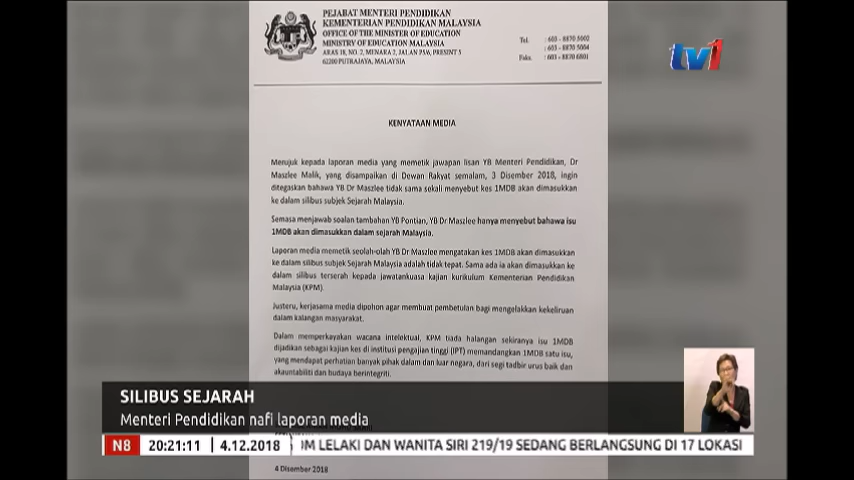 PEJABAT MENTERI PENDIDIKAN
KEMENTERIAN PENDIDIKAN MALAYSIA
OFFICE OF THE MINISTER OF EDUCATION
MINISTRY OF EDUCATION MALAYSIA
ARAS 18, NO. 2, MENARA 2, JALAN P5/6, PRESINT 5
62200 PUTRAJAYA, MALAYSIA
Tel. : 603 - 8870 5002
: 603 - 8870 5004
Faks. : 603 - 8870 6801
tv1
KENYATAAN MEDIA
Merujuk kepada laporan media yang memetik jawapan lisan YB Menteri Pendidikan, Dr
Maszlee Malik, yang disampaikan di Dewan Rakyat semalam, 3 Disember 2018, ingin
ditegaskan bahawa YB Dr Maszlee tidak sama sekali menyebut kes 1MDB akan dimasukkan
ke dalam silibus subjek Sejarah Malaysia.
Semasa menjawab soalan tambahan YB Pontian, YB Dr Maszlee hanya menyebut bahawa isu
1MDB akan dimasukkan dalam sejarah Malaysia.
Laporan media memetik seolah-olah YB Dr Maszlee mengatakan kes 1MDB akan dimasukkan
ke dalam silibus subjek Sejarah Malaysia adalah tidak tepat. Sama ada ia akan dimasukkan ke
dalam silibus terserah kepada jawatankuasa kajian kurikulum Kementerian Pendidikan
Malaysia (KPM).
Justeru, kerjasama media dipohon agar membuat pembetulan bagi mengelakkan kekeliruan
dalam kalangan masyarakat.
Dalam memperkayakan wacana intelektual, KPM tiada halangan sekiranya isu 1MDB
dijadikan sebagai kajian kes di institusi pengajian tinggi (IPT) memandangkan 1MDB satu isu,
yang mendapat perhatian banyak pihak dalam dan luar negara, dari segi tadbir urus baik dan
akauntabiliti dan budaya berintegriti.
SILIBUS SEJARAH
Menteri Pendidikan nafi laporan media
N8 20:21:11 4.12.2018 OM LELAKI DAN WANITA SIRI 219/19 SEDANG BERLANGSUNG DI 17 LOKASI
4 Disember 2018